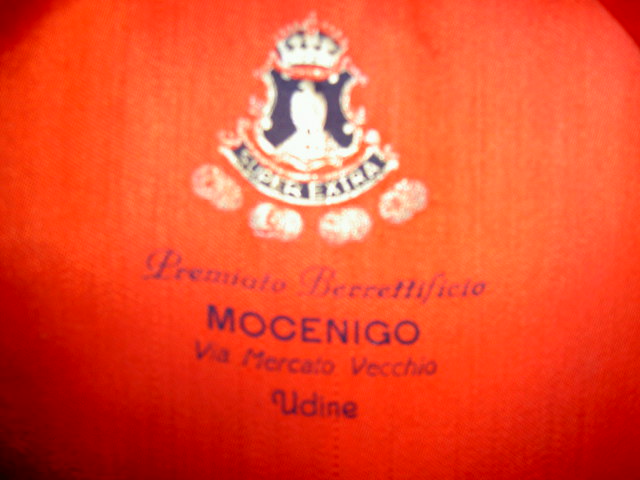 SUPER EXTRA
Premiato Berrettificio
MOCENIGO
Via Mercato Vecchio
Udine